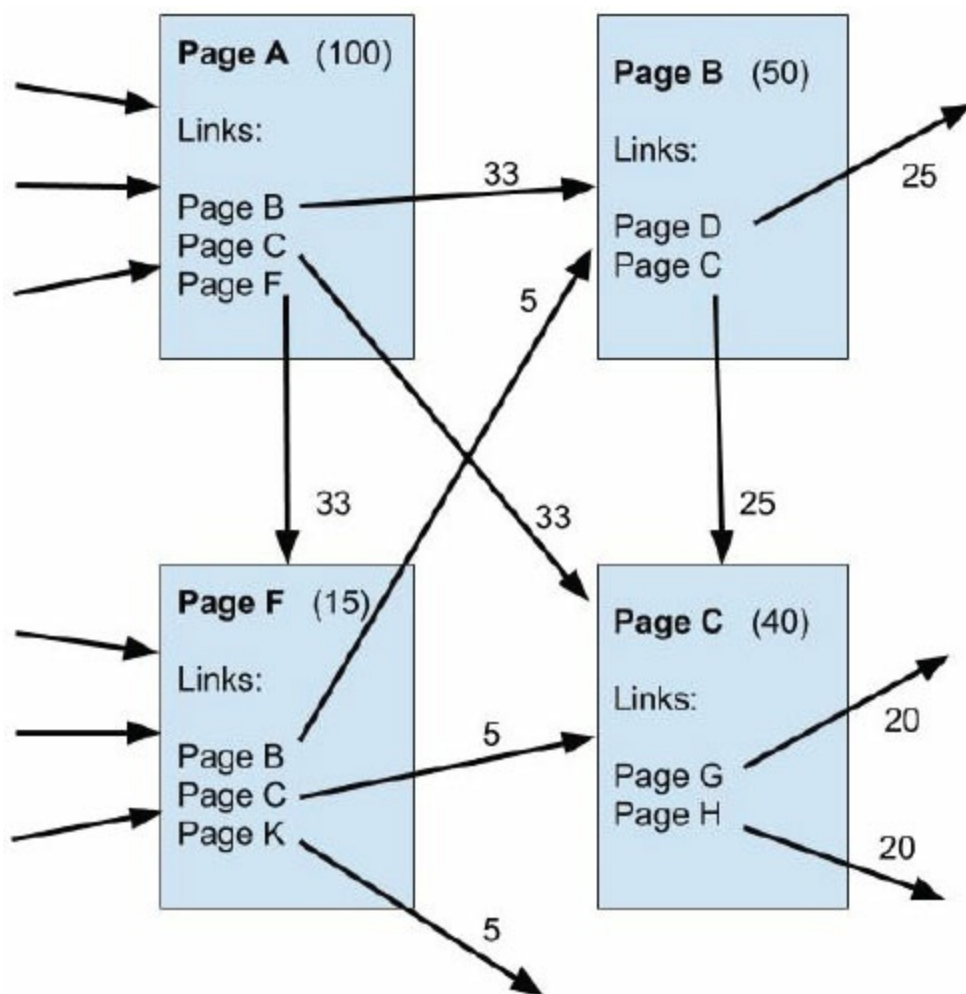 Page A (100)
Links:
Page B
Page C
Page F
33
33
33
Page B (50)
Links:
Page D
Page C
25
25
5
Page F (15)
Links:
Page B
Page C
Page K
5
5
Page C (40)
Links:
Page G
Page H
20
20